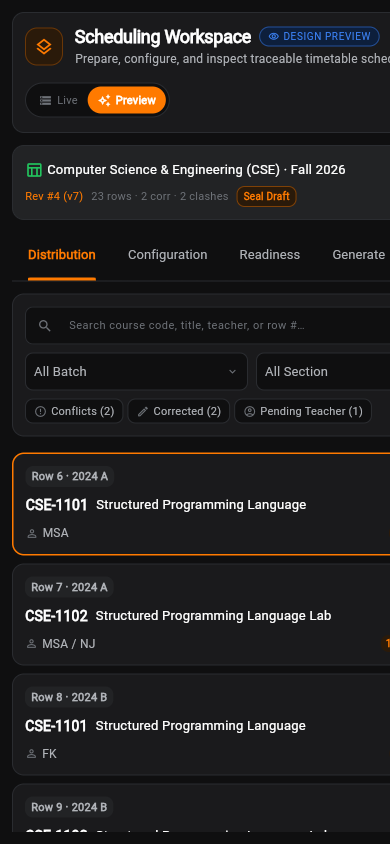 Scheduling Workspace
DESIGN PREVIEW
Prepare, configure, and inspect traceable timetable
Live
Preview
Computer Science & Engineering (CSE) · Fall 2026
Rev #4 (v7) 23 rows · 2 corr · 2 clashes Seal Draft
Distribution Configuration Readiness Generate
Search course code, title, teacher, or row #...
All Batch All Section
Conflicts (2) Corrected (2) Pending Teacher (1)
Row 6 · 2024 A
CSE-1101 Structured Programming Language
MSA
Row 7 · 2024 A
CSE-1102 Structured Programming Language Lab
MSA / NJ
Row 8 · 2024 B
CSE-1101 Structured Programming Language
FK
Row 9 · 2024 B